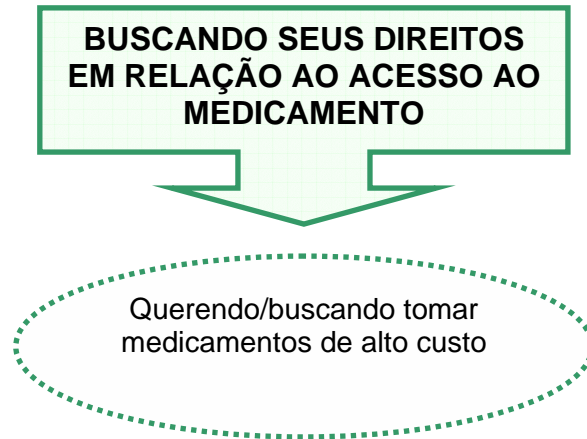 BUSCANDO SEUS DIREITOS
EM RELAÇÃO AO ACESSO AO
MEDICAMENTO
Querendo/buscando tomar
medicamentos de alto custo